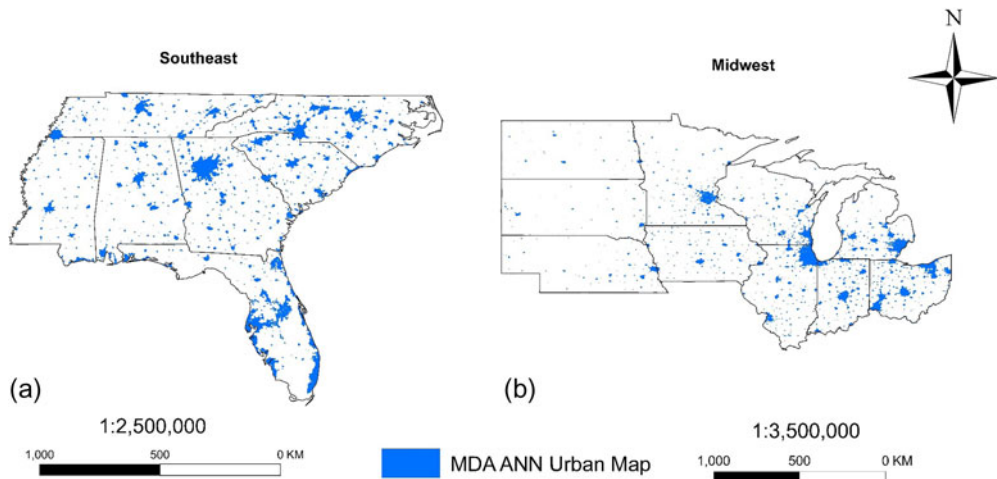 N
Southeast
Midwest
(a)
(b)
1:2,500,000
1:3,500,000
1,000 500 0 KM
MDA ANN Urban Map
1,000 500 0 KM